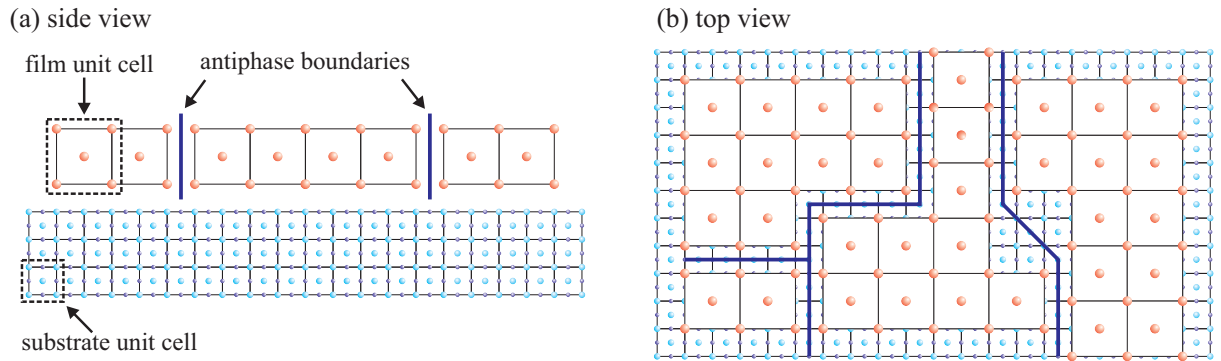 (a) side view
film unit cell
antiphase boundaries
substrate unit cell
(b) top view